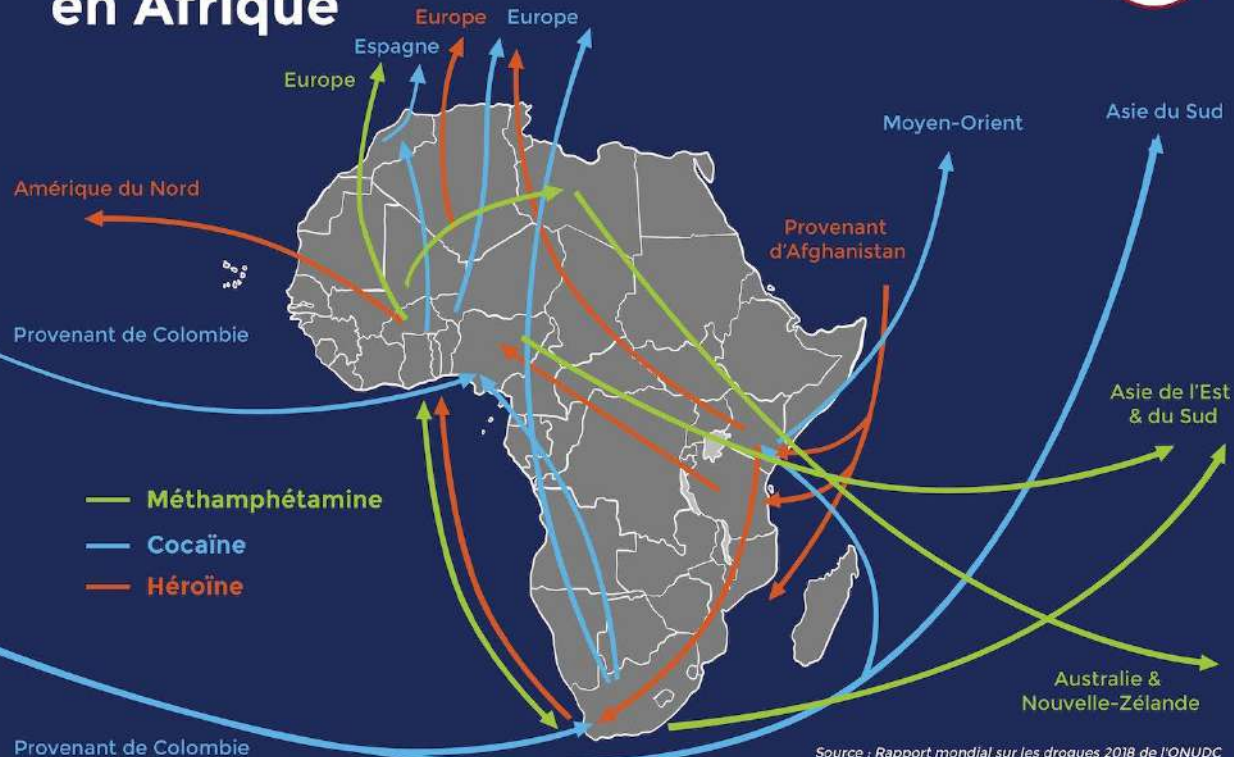 en Afrique
Europe
Europe
Espagne
Europe
Moyen-Orient
Asie du Sud
Amérique du Nord
Provenant
d'Afghanistan
Provenant de Colombie
Asie de l'Est
& du Sud
Méthamphétamine
Cocaïne
Héroïne
Australie &
Nouvelle-Zélande
Provenant de Colombie
Source : Rapport mondial sur les drogues 2018 de l'ONUDC